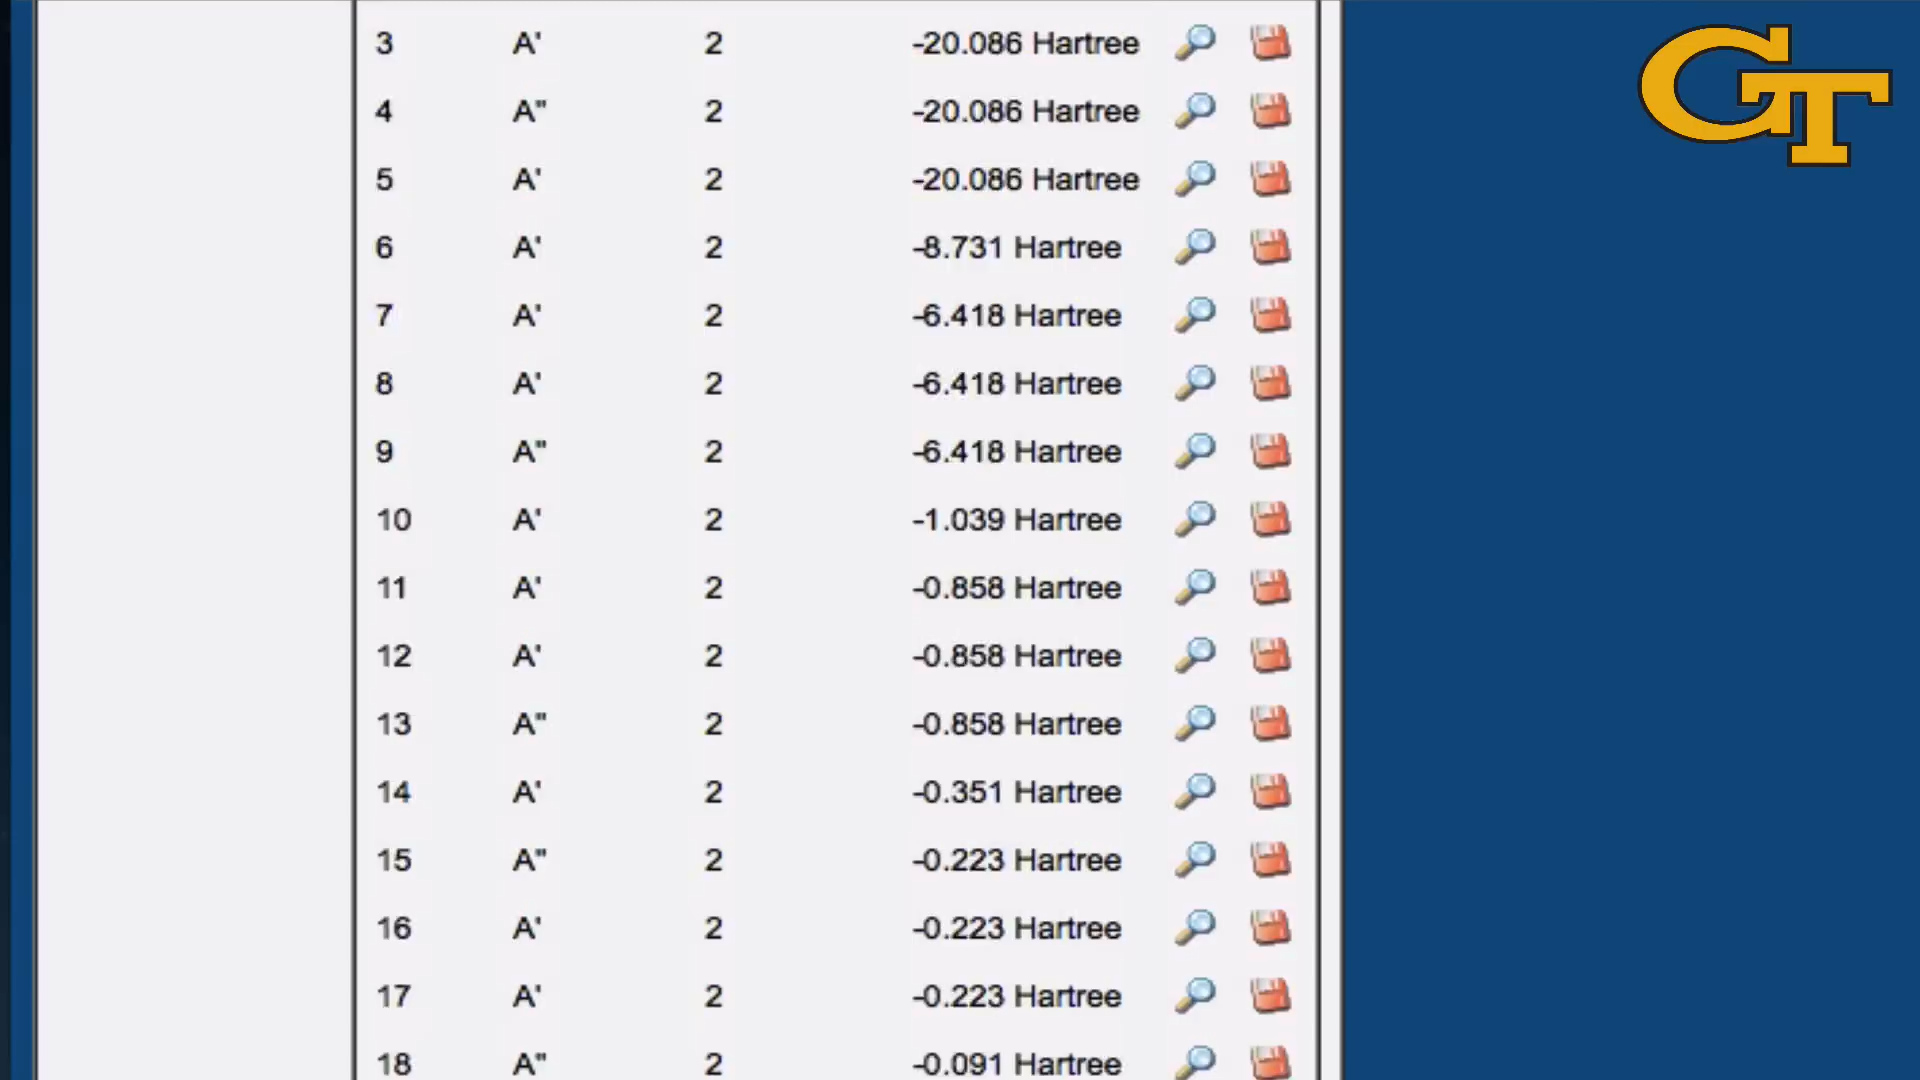 3 A' 2 -20.086 Hartree
4 A" 2 -20.086 Hartree
5 A' 2 -20.086 Hartree
6 A' 2 -8.731 Hartree
7 A' 2 -6.418 Hartree
8 A' 2 -6.418 Hartree
9 A" 2 -6.418 Hartree
10 A' 2 -1.039 Hartree
11 A' 2 -0.858 Hartree
12 A' 2 -0.858 Hartree
13 A" 2 -0.858 Hartree
14 A' 2 -0.351 Hartree
15 A" 2 -0.223 Hartree
16 A' 2 -0.223 Hartree
17 A' 2 -0.223 Hartree
18 A" 2 -0.091 Hartree
GT